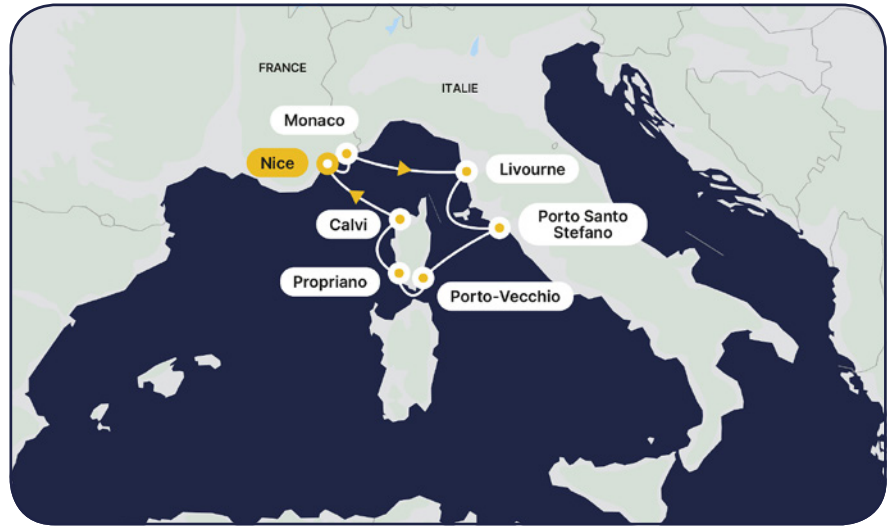 FRANCE
ITALIE
Monaco
Nice
Livourne
Porto Santo
Stefano
Calvi
Propriano
Porto-Vecchio